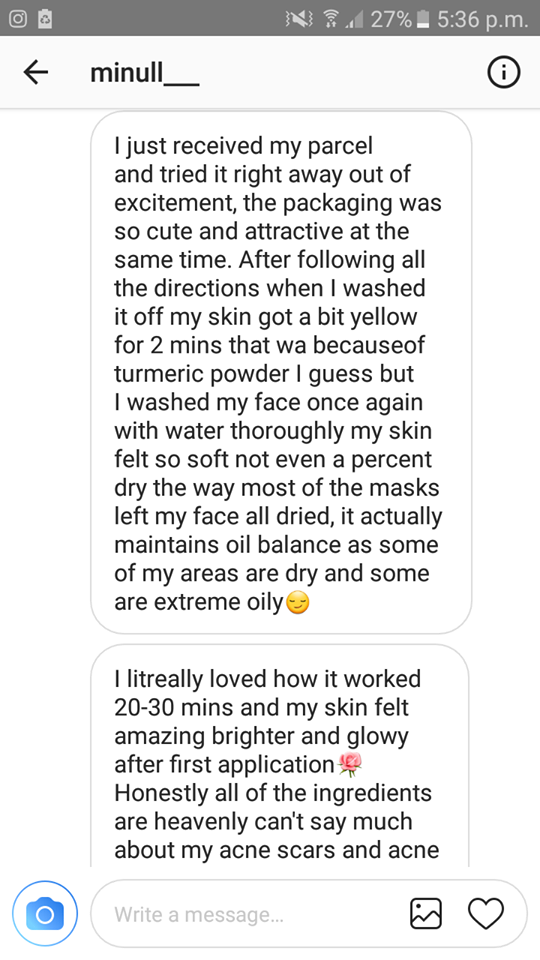 27% 5:36 p.m.
minull___
I just received my parcel
and tried it right away out of
excitement, the packaging was
so cute and attractive at the
same time. After following all
the directions when I washed
it off my skin got a bit yellow
for 2 mins that wa becauseof
turmeric powder I guess but
I washed my face once again
with water thoroughly my skin
felt so soft not even a percent
dry the way most of the masks
left my face all dried, it actually
maintains oil balance as some
of my areas are dry and some
are extreme oily😏
I litreally loved how it worked
20-30 mins and my skin felt
amazing brighter and glowy
after first application🌹
Honestly all of the ingredients
are heavenly can't say much
about my acne scars and acne
Write a message...